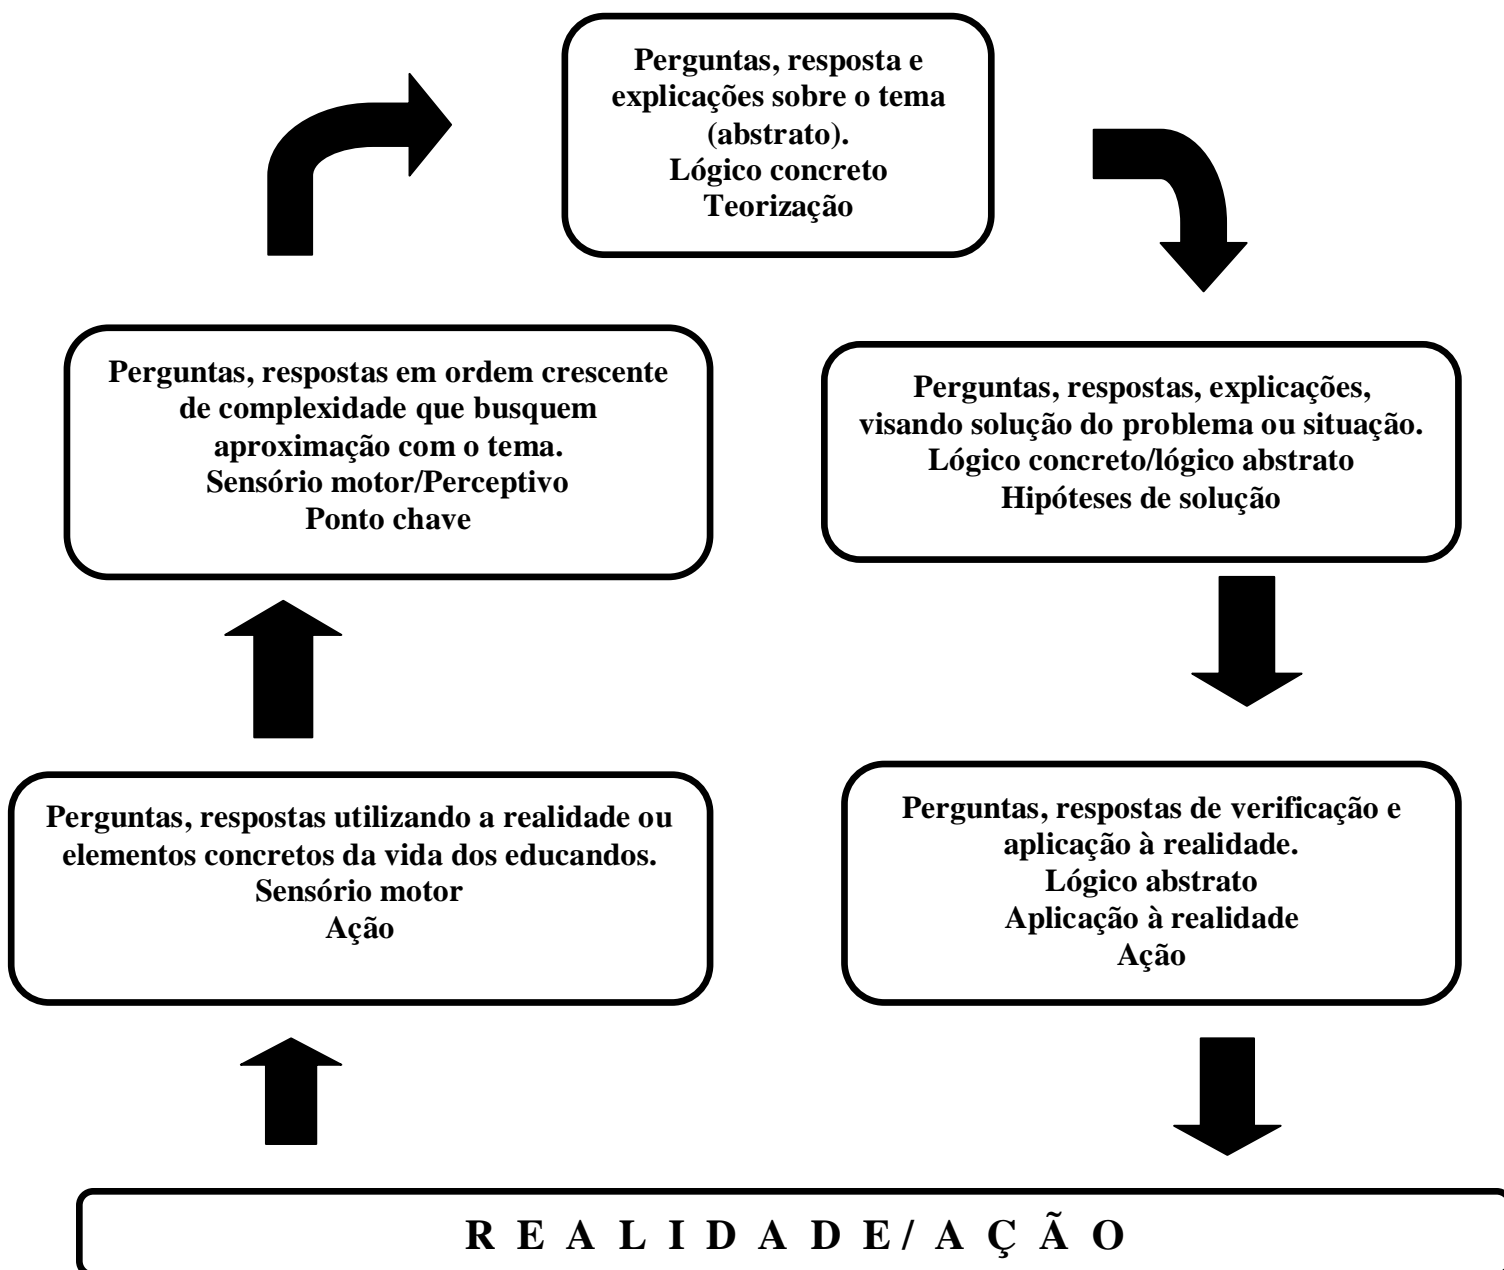 Perguntas, resposta e
explicações sobre o tema
(abstrato).
Lógico concreto
Teorização
Perguntas, respostas em ordem crescente
de complexidade que busquem
aproximação com o tema.
Sensório motor/Perceptivo
Ponto chave
Perguntas, respostas, explicações,
visando solução do problema ou situação.
Lógico concreto/lógico abstrato
Hipóteses de solução
Perguntas, respostas utilizando a realidade ou
elementos concretos da vida dos educandos.
Sensório motor
Ação
Perguntas, respostas de verificação e
aplicação à realidade.
Lógico abstrato
Aplicação à realidade
Ação
R E A L I D A D E / A Ç Ã O